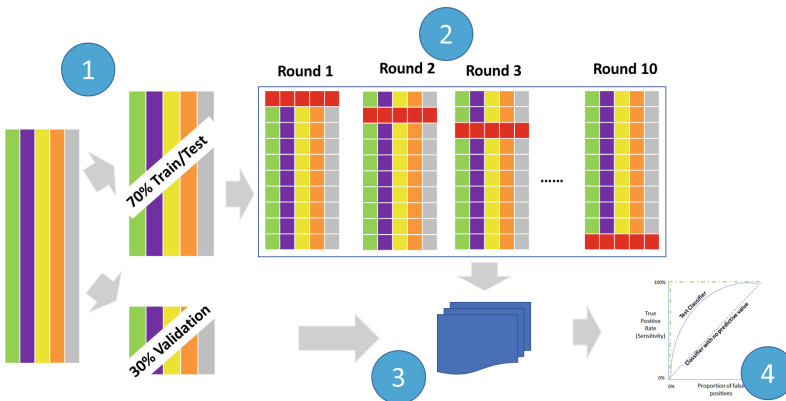 1
2
Round 1
Round 2
Round 3
Round 10
70% Train/Test
......
30% Validation
3
100%
True
Positive
Rate
(Sensitivity)
Test Classifier
Classifier with no predictive value
0%
0%
Proportion of false
positives
4